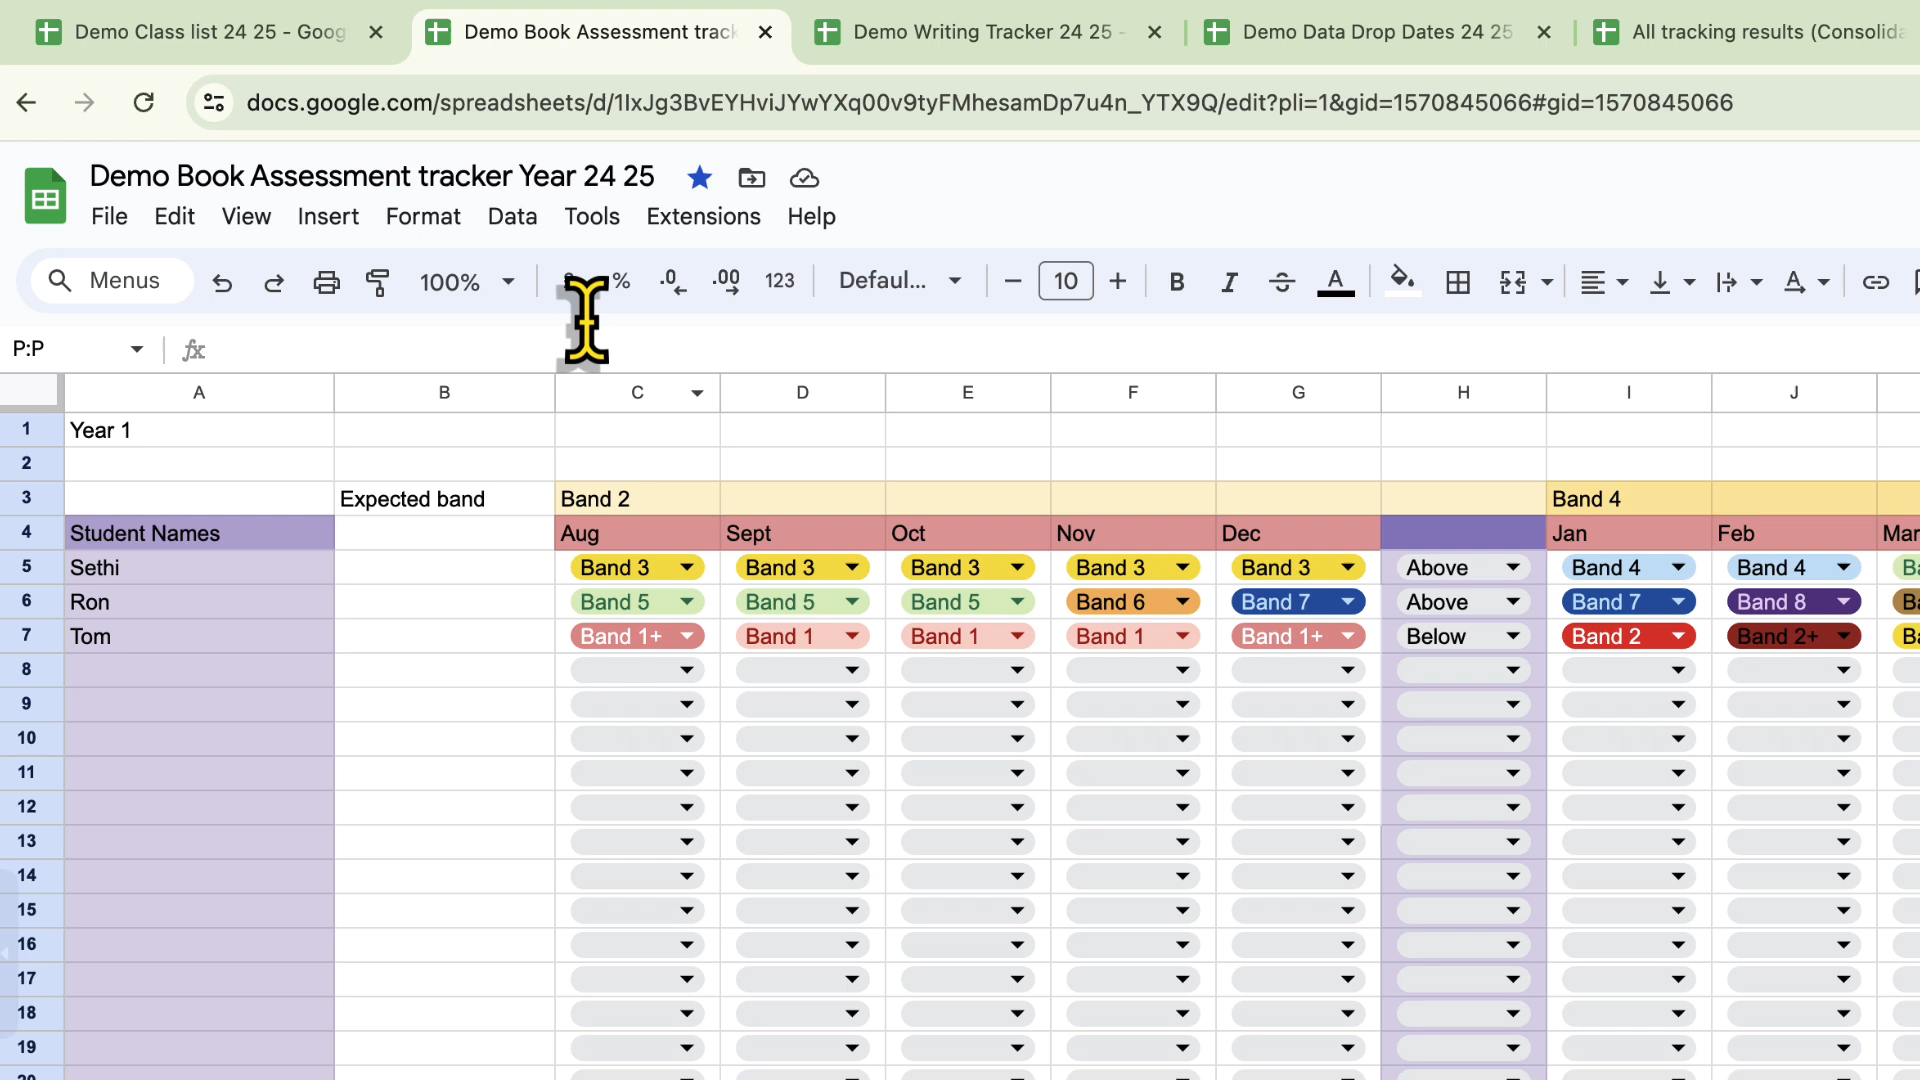 Demo Class list 24 25 - Goog
Demo Book Assessment track
Demo Writing Tracker 24 25 -
Demo Data Drop Dates 24 25
All tracking results (Consolida
docs.google.com/spreadsheets/d/1IxJg3BvEYHviJYwYXq00v9tyFMhesamDp7u4n_YTX9Q/edit?pli=1&gid=1570845066#gid=1570845066
Demo Book Assessment tracker Year 24 25
File Edit View Insert Format Data Tools Extensions Help
Menus 100% % .0 .00 123 Defaul... 10 B I A
P:P fx
A B C D E F G H I J
1 Year 1
2
3 Expected band Band 2 Band 4
4 Student Names Aug Sept Oct Nov Dec Jan Feb Mar
5 Sethi Band 3 Band 3 Band 3 Band 3 Band 3 Above Band 4 Band 4 Ba
6 Ron Band 5 Band 5 Band 5 Band 6 Band 7 Above Band 7 Band 8 Ba
7 Tom Band 1+ Band 1 Band 1 Band 1 Band 1+ Below Band 2 Band 2+ Ba
8
9
10
11
12
13
14
15
16
17
18
19